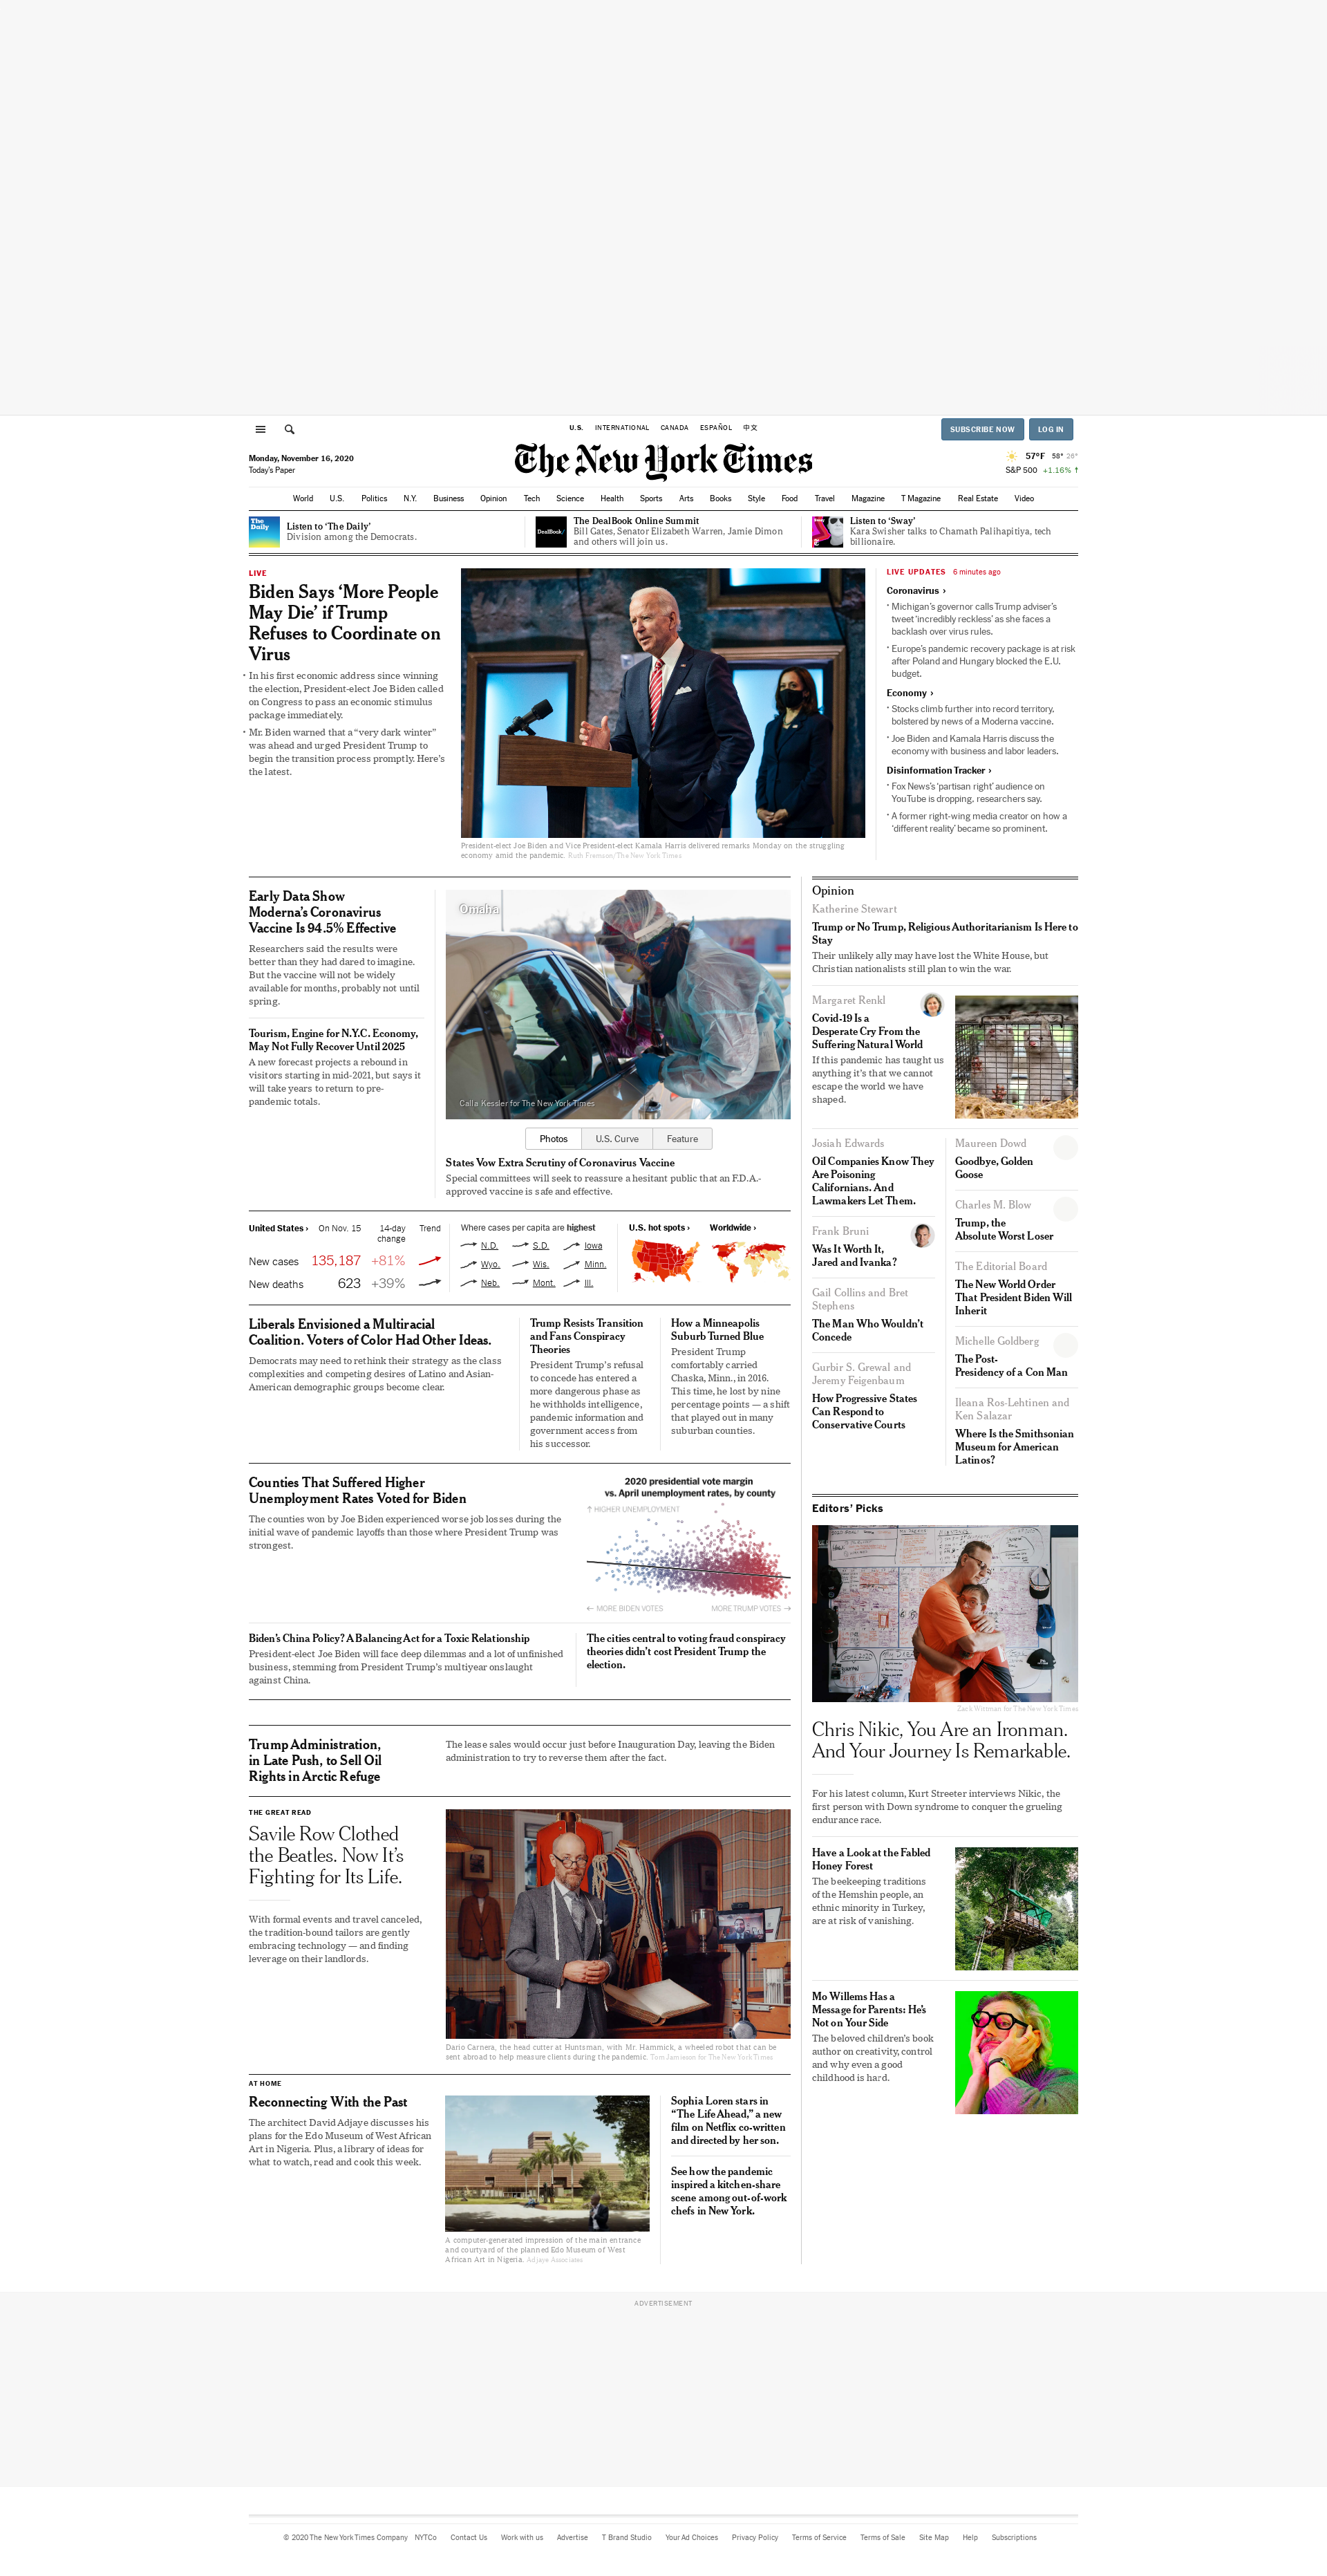 U.S. INTERNATIONAL CANADA ESPAÑOL 中文
SUBSCRIBE NOW LOG IN
Monday, November 16, 2020
Today's Paper
The New York Times
57°F 58° 26°
S&P 500 +1.16% ↑
World U.S. Politics N.Y. Business Opinion Tech Science Health Sports Arts Books Style Food Travel Magazine T Magazine Real Estate Video
The
Daily
Listen to ‘The Daily’
Division among the Democrats.
DealBook/
The DealBook Online Summit
Bill Gates, Senator Elizabeth Warren, Jamie Dimon
and others will join us.
Sway
Listen to ‘Sway’
Kara Swisher talks to Chamath Palihapitiya, tech
billionaire.
LIVE
Biden Says ‘More People
May Die’ if Trump
Refuses to Coordinate on
Virus
• In his first economic address since winning
the election, President-elect Joe Biden called
on Congress to pass an economic stimulus
package immediately.
• Mr. Biden warned that a “very dark winter”
was ahead and urged President Trump to
begin the transition process promptly. Here’s
the latest.
President-elect Joe Biden and Vice President-elect Kamala Harris delivered remarks Monday on the struggling
economy amid the pandemic. Ruth Fremson/The New York Times
LIVE UPDATES 6 minutes ago
Coronavirus ›
• Michigan’s governor calls Trump adviser’s
tweet ‘incredibly reckless’ as she faces a
backlash over virus rules.
• Europe’s pandemic recovery package is at risk
after Poland and Hungary blocked the E.U.
budget.
Economy ›
• Stocks climb further into record territory,
bolstered by news of a Moderna vaccine.
• Joe Biden and Kamala Harris discuss the
economy with business and labor leaders.
Disinformation Tracker ›
• Fox News’s ‘partisan right’ audience on
YouTube is dropping, researchers say.
• A former right-wing media creator on how a
‘different reality’ became so prominent.
Early Data Show
Moderna’s Coronavirus
Vaccine Is 94.5% Effective
Researchers said the results were
better than they had dared to imagine.
But the vaccine will not be widely
available for months, probably not until
spring.
Tourism, Engine for N.Y.C. Economy,
May Not Fully Recover Until 2025
A new forecast projects a rebound in
visitors starting in mid-2021, but says it
will take years to return to pre-
pandemic totals.
Omaha
Calla Kessler for The New York Times
Photos U.S. Curve Feature
States Vow Extra Scrutiny of Coronavirus Vaccine
Special committees will seek to reassure a hesitant public that an F.D.A.-
approved vaccine is safe and effective.
United States › On Nov. 15 14-day
change Trend
New cases 135,187 +81%
New deaths 623 +39%
Where cases per capita are highest
N.D. S.D. Iowa
Wyo. Wis. Minn.
Neb. Mont. Ill.
U.S. hot spots › Worldwide ›
Liberals Envisioned a Multiracial
Coalition. Voters of Color Had Other Ideas.
Democrats may need to rethink their strategy as the class
complexities and competing desires of Latino and Asian-
American demographic groups become clear.
Trump Resists Transition
and Fans Conspiracy
Theories
President Trump’s refusal
to concede has entered a
more dangerous phase as
he withholds intelligence,
pandemic information and
government access from
his successor.
How a Minneapolis
Suburb Turned Blue
President Trump
comfortably carried
Chaska, Minn., in 2016.
This time, he lost by nine
percentage points — a shift
that played out in many
suburban counties.
Counties That Suffered Higher
Unemployment Rates Voted for Biden
The counties won by Joe Biden experienced worse job losses during the
initial wave of pandemic layoffs than those where President Trump was
strongest.
2020 presidential vote margin
vs. April unemployment rates, by county
↑ HIGHER UNEMPLOYMENT
← MORE BIDEN VOTES MORE TRUMP VOTES →
Biden’s China Policy? A Balancing Act for a Toxic Relationship
President-elect Joe Biden will face deep dilemmas and a lot of unfinished
business, stemming from President Trump’s multiyear onslaught
against China.
The cities central to voting fraud conspiracy
theories didn’t cost President Trump the
election.
Trump Administration,
in Late Push, to Sell Oil
Rights in Arctic Refuge
The lease sales would occur just before Inauguration Day, leaving the Biden
administration to try to reverse them after the fact.
THE GREAT READ
Savile Row Clothed
the Beatles. Now It’s
Fighting for Its Life.
With formal events and travel canceled,
the tradition-bound tailors are gently
embracing technology — and finding
leverage on their landlords.
Dario Carnera, the head cutter at Huntsman, with Mr. Hammick, a wheeled robot that can be
sent abroad to help measure clients during the pandemic. Tom Jamieson for The New York Times
AT HOME
Reconnecting With the Past
The architect David Adjaye discusses his
plans for the Edo Museum of West African
Art in Nigeria. Plus, a library of ideas for
what to watch, read and cook this week.
A computer-generated impression of the main entrance
and courtyard of the planned Edo Museum of West
African Art in Nigeria. Adjaye Associates
Sophia Loren stars in
“The Life Ahead,” a new
film on Netflix co-written
and directed by her son.
See how the pandemic
inspired a kitchen-share
scene among out-of-work
chefs in New York.
Opinion
Katherine Stewart
Trump or No Trump, Religious Authoritarianism Is Here to
Stay
Their unlikely ally may have lost the White House, but
Christian nationalists still plan to win the war.
Margaret Renkl
Covid-19 Is a
Desperate Cry From the
Suffering Natural World
If this pandemic has taught us
anything it’s that we cannot
escape the world we have
shaped.
Josiah Edwards
Oil Companies Know They
Are Poisoning
Californians. And
Lawmakers Let Them.
Frank Bruni
Was It Worth It,
Jared and Ivanka?
Gail Collins and Bret
Stephens
The Man Who Wouldn’t
Concede
Gurbir S. Grewal and
Jeremy Feigenbaum
How Progressive States
Can Respond to
Conservative Courts
Maureen Dowd
Goodbye, Golden
Goose
Charles M. Blow
Trump, the
Absolute Worst Loser
The Editorial Board
The New World Order
That President Biden Will
Inherit
Michelle Goldberg
The Post-
Presidency of a Con Man
Ileana Ros-Lehtinen and
Ken Salazar
Where Is the Smithsonian
Museum for American
Latinos?
Editors’ Picks
Zack Wittman for The New York Times
Chris Nikic, You Are an Ironman.
And Your Journey Is Remarkable.
For his latest column, Kurt Streeter interviews Nikic, the
first person with Down syndrome to conquer the grueling
endurance race.
Have a Look at the Fabled
Honey Forest
The beekeeping traditions
of the Hemshin people, an
ethnic minority in Turkey,
are at risk of vanishing.
Mo Willems Has a
Message for Parents: He’s
Not on Your Side
The beloved children’s book
author on creativity, control
and why even a good
childhood is hard.
ADVERTISEMENT
© 2020 The New York Times Company NYTCo Contact Us Work with us Advertise T Brand Studio Your Ad Choices Privacy Policy Terms of Service Terms of Sale Site Map Help Subscriptions